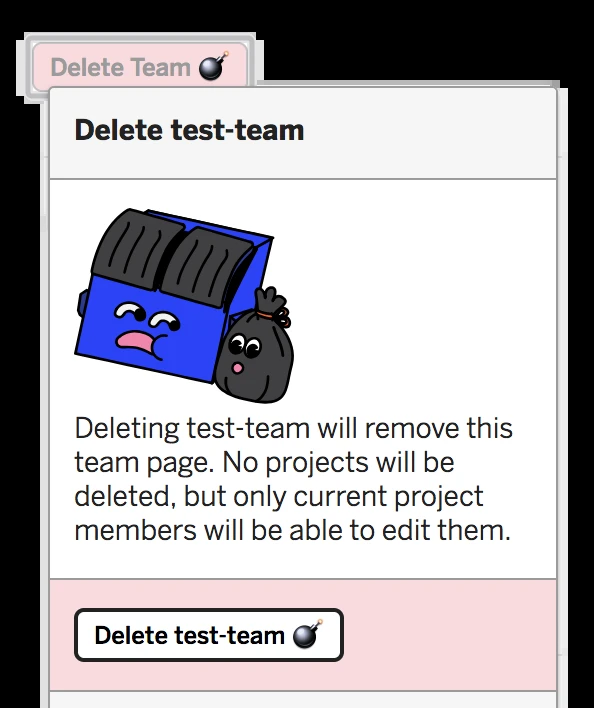 Delete Team 💣
Delete test-team
Deleting test-team will remove this
team page. No projects will be
deleted, but only current project
members will be able to edit them.
Delete test-team 💣